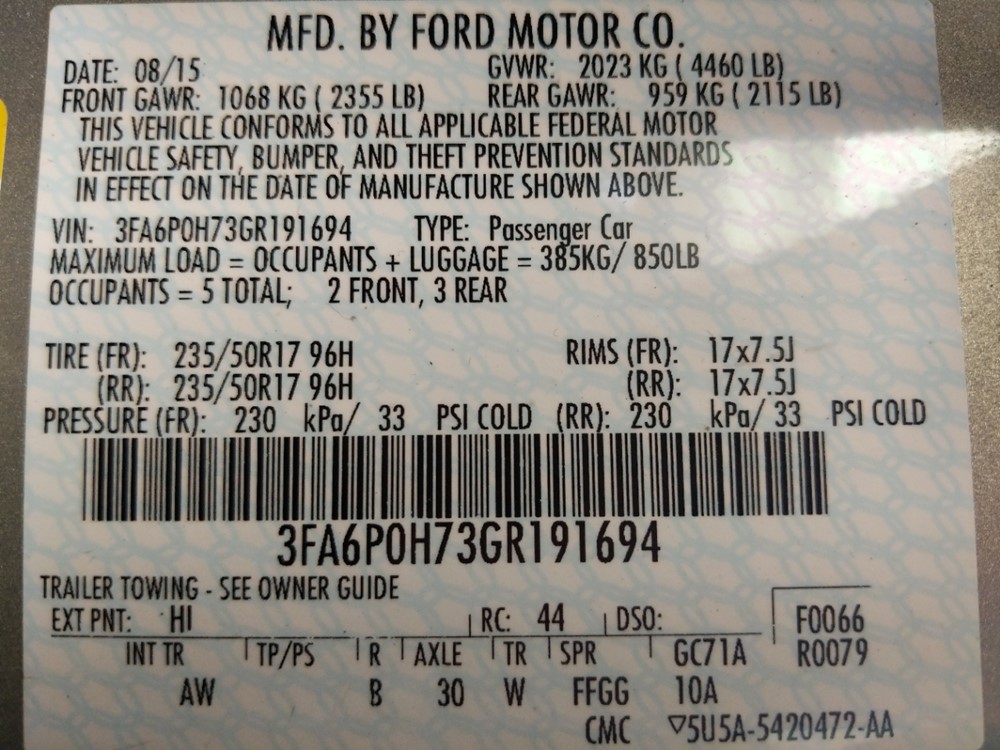 MFD. BY FORD MOTOR CO.
DATE: 08/15 GVWR: 2023 KG ( 4460 LB)
FRONT GAWR: 1068 KG ( 2355 LB) REAR GAWR: 959 KG ( 2115 LB)
THIS VEHICLE CONFORMS TO ALL APPLICABLE FEDERAL MOTOR
VEHICLE SAFETY, BUMPER, AND THEFT PREVENTION STANDARDS
IN EFFECT ON THE DATE OF MANUFACTURE SHOWN ABOVE.
VIN: 3FA6P0H73GR191694 TYPE: Passenger Car
MAXIMUM LOAD = OCCUPANTS + LUGGAGE = 385KG/ 850LB
OCCUPANTS = 5 TOTAL; 2 FRONT, 3 REAR
TIRE (FR): 235/50R17 96H RIMS (FR): 17x7.5J
(RR): 235/50R17 96H (RR): 17x7.5J
PRESSURE (FR): 230 kPa/ 33 PSI COLD (RR): 230 kPa/ 33 PSI COLD
3FA6P0H73GR191694
TRAILER TOWING - SEE OWNER GUIDE
EXT PNT: HI RC: 44 DSO: F0066
INT TR TP/PS R AXLE TR SPR GC71A R0079
AW B 30 W FFGG 10A
CMC ▽5U5A-5420472-AA